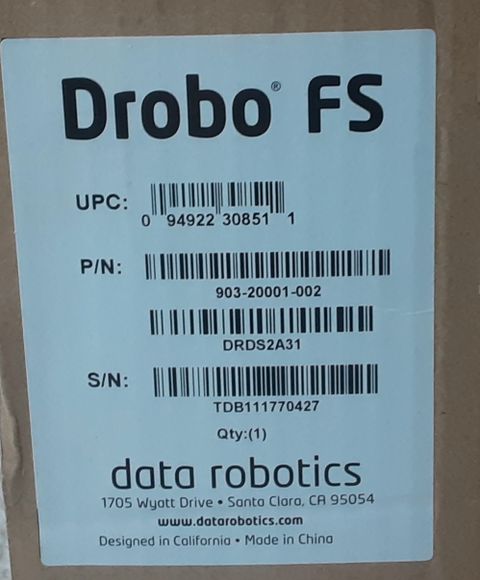 Drobo® FS
UPC: 0 94922 30851 1
P/N: 903-20001-002
DRDS2A31
S/N: TDB111770427
Qty:(1)
data robotics
1705 Wyatt Drive • Santa Clara, CA 95054
www.datarobotics.com
Designed in California • Made in China